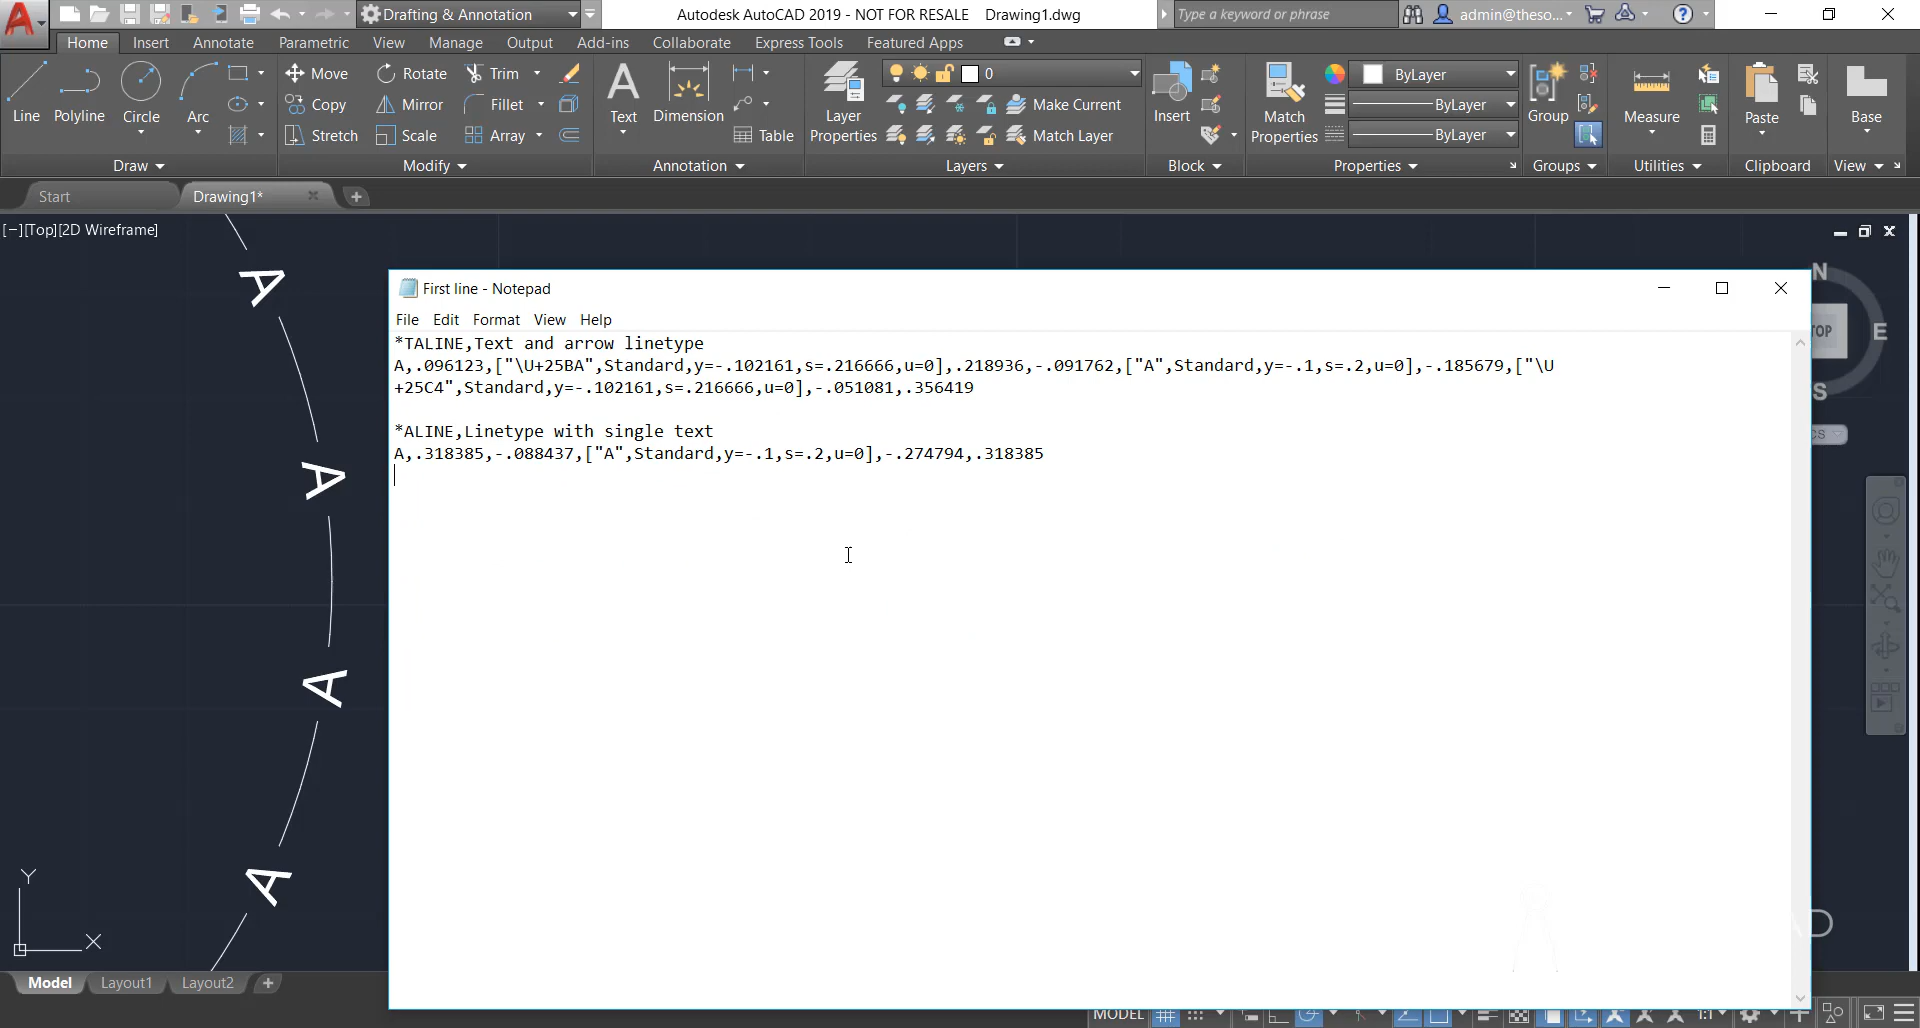 Drafting & Annotation
Autodesk AutoCAD 2019 - NOT FOR RESALE Drawing1.dwg
Type a keyword or phrase
admin@theso...
Home Insert Annotate Parametric View Manage Output Add-ins Collaborate Express Tools Featured Apps
Line Polyline Circle Arc
Move Rotate Trim
Copy Mirror Fillet
Stretch Scale Array
Text Dimension Table
Layer Properties
0
Make Current
Match Layer
Insert
Match Properties
ByLayer
ByLayer
ByLayer
Group
Measure
Paste
Base
Draw Modify Annotation Layers Block Properties Groups Utilities Clipboard View
Start Drawing1*
[−][Top][2D Wireframe]
First line - Notepad
File Edit Format View Help
*TALINE,Text and arrow linetype
A,.096123,["\U+25BA",Standard,y=-.102161,s=.216666,u=0],.218936,-.091762,["A",Standard,y=-.1,s=.2,u=0],-.185679,["\U
+25C4",Standard,y=-.102161,s=.216666,u=0],-.051081,.356419
*ALINE,Linetype with single text
A,.318385,-.088437,["A",Standard,y=-.1,s=.2,u=0],-.274794,.318385
A
A
A
A
N
TOP
E
S
Y
X
Model Layout1 Layout2
MODEL
1:1